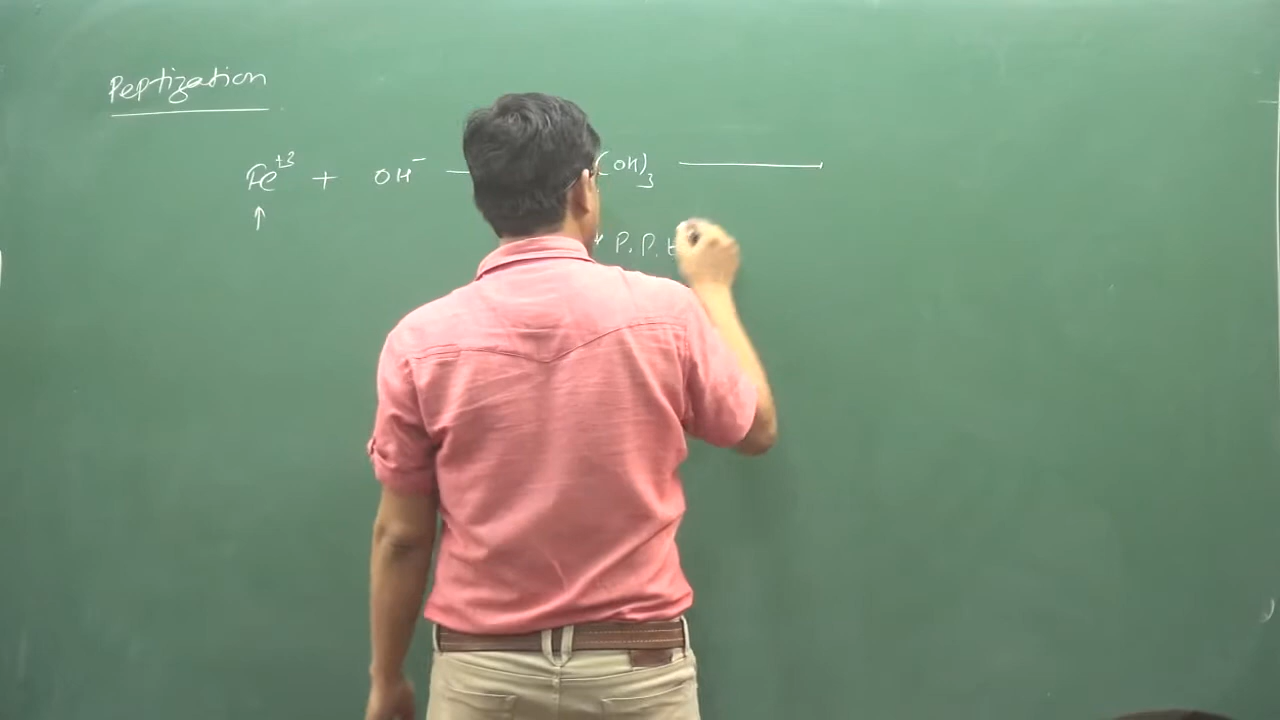 Peptization
Fe+3 + OH- — (OH)3 —
P.P.t